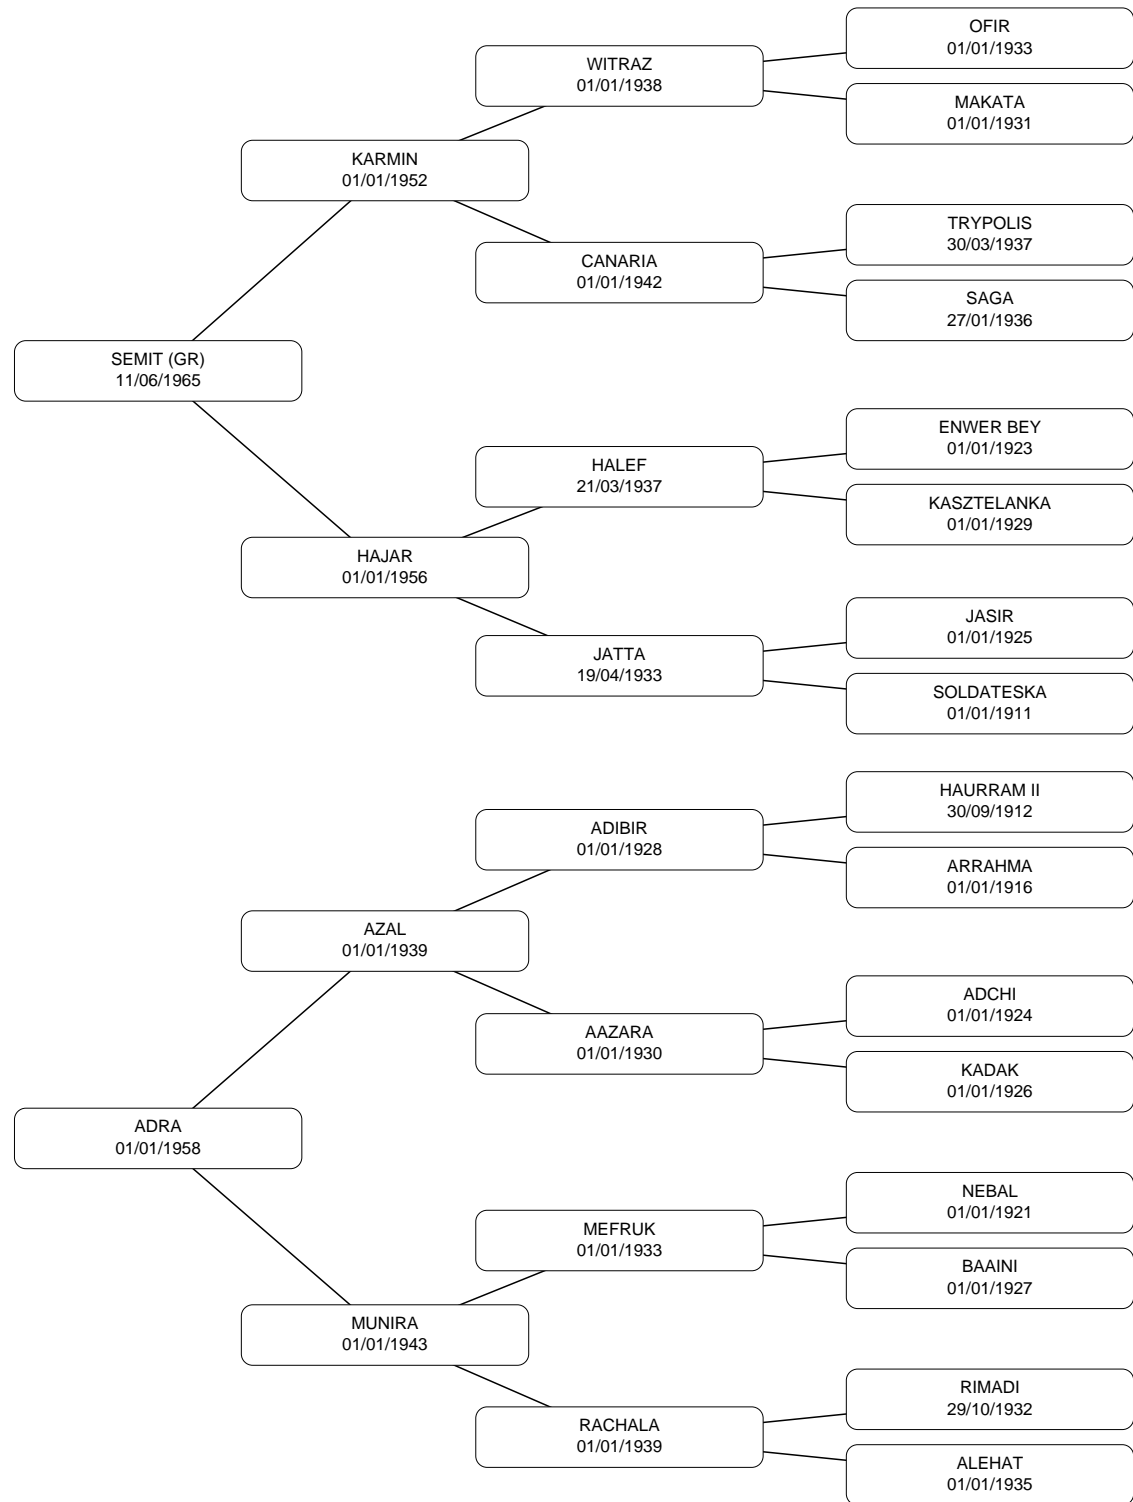 OFIR
01/01/1933
WITRAZ
01/01/1938
MAKATA
01/01/1931
KARMIN
01/01/1952
TRYPOLIS
30/03/1937
CANARIA
01/01/1942
SAGA
27/01/1936
SEMIT (GR)
11/06/1965
ENWER BEY
01/01/1923
HALEF
21/03/1937
KASZTELANKA
01/01/1929
HAJAR
01/01/1956
JASIR
01/01/1925
JATTA
19/04/1933
SOLDATESKA
01/01/1911
HAURRAM II
30/09/1912
ADIBIR
01/01/1928
ARRAHMA
01/01/1916
AZAL
01/01/1939
ADCHI
01/01/1924
AAZARA
01/01/1930
KADAK
01/01/1926
ADRA
01/01/1958
NEBAL
01/01/1921
MEFRUK
01/01/1933
BAAINI
01/01/1927
MUNIRA
01/01/1943
RIMADI
29/10/1932
RACHALA
01/01/1939
ALEHAT
01/01/1935